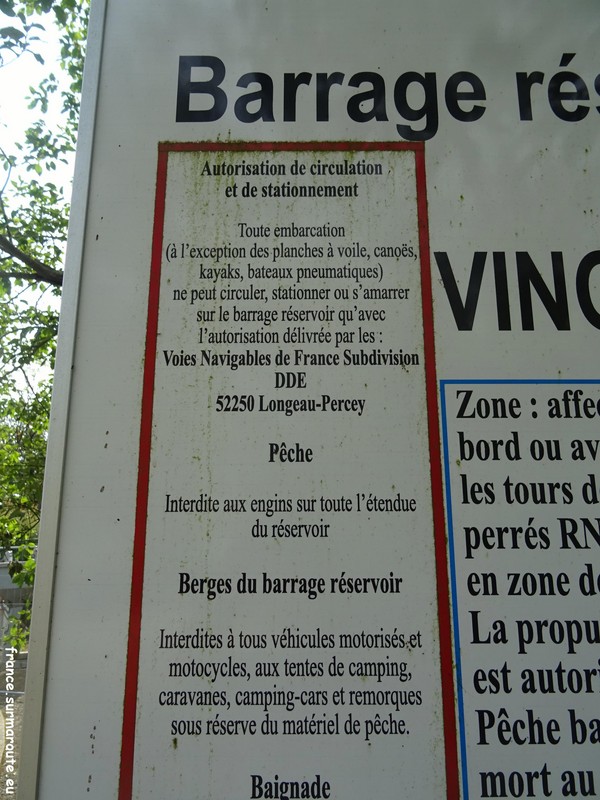 Barrage rés
Autorisation de circulation
et de stationnement
Toute embarcation
(à l'exception des planches à voile, canoës,
kayaks, bateaux pneumatiques)
ne peut circuler, stationner ou s'amarrer
sur le barrage réservoir qu'avec
l'autorisation délivrée par les :
Voies Navigables de France Subdivision
DDE
52250 Longeau-Percey
Pêche
Interdite aux engins sur toute l'étendue
du réservoir
Berges du barrage réservoir
Interdites à tous véhicules motorisés et
motocycles, aux tentes de camping,
caravanes, camping-cars et remorques
sous réserve du matériel de pêche.
Baignade
VING
Zone : affec
bord ou av
les tours d
perrés RN
en zone de
La propu
est autori
Pêche ba
mort au
france.surmaroute.eu